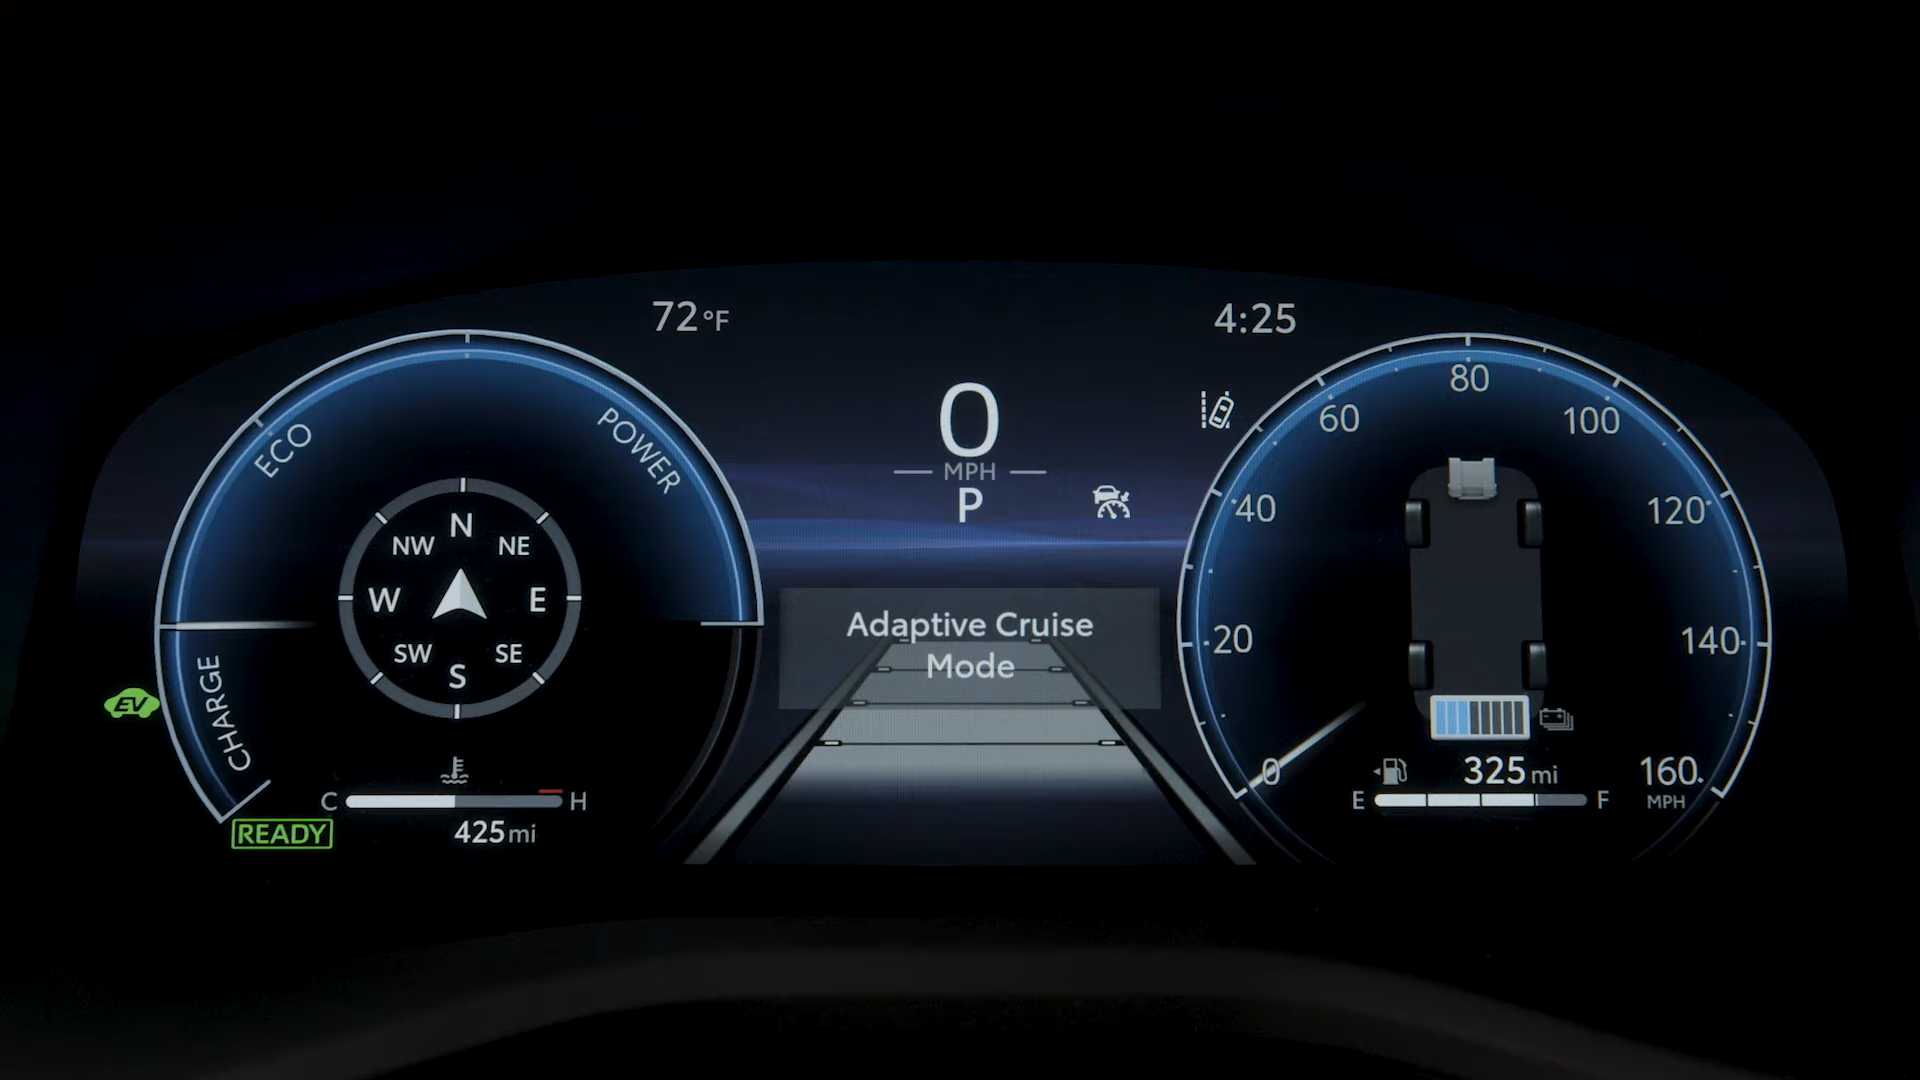 72°F
4:25
0
MPH
P
ECO
POWER
CHARGE
N
NW
NE
W
E
SW
SE
S
EV
READY
C
H
425 mi
Adaptive Cruise
Mode
0
20
40
60
80
100
120
140
160
MPH
325 mi
E
F